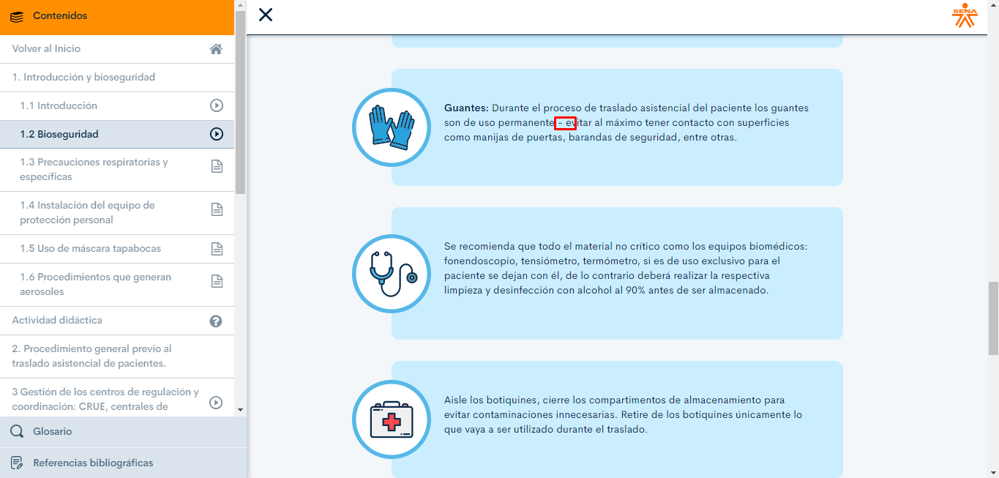 Contenidos
Volver al Inicio
1. Introducción y bioseguridad
1.1 Introducción
1.2 Bioseguridad
1.3 Precauciones respiratorias y
específicas
1.4 Instalación del equipo de
protección personal
1.5 Uso de máscara tapabocas
1.6 Procedimientos que generan
aerosoles
Actividad didáctica
2. Procedimiento general previo al
traslado asistencial de pacientes.
3 Gestión de los centros de regulación y
coordinación: CRUE, centrales de
Glosario
Referencias bibliográficas
SENA
Guantes: Durante el proceso de traslado asistencial del paciente los guantes
son de uso permanente - evitar al máximo tener contacto con superficies
como manijas de puertas, barandas de seguridad, entre otras.
Se recomienda que todo el material no crítico como los equipos biomédicos:
fonendoscopio, tensiómetro, termómetro, si es de uso exclusivo para el
paciente se dejan con él, de lo contrario deberá realizar la respectiva
limpieza y desinfección con alcohol al 90% antes de ser almacenado.
Aisle los botiquines, cierre los compartimentos de almacenamiento para
evitar contaminaciones innecesarias. Retire de los botiquines únicamente lo
que vaya a ser utilizado durante el traslado.